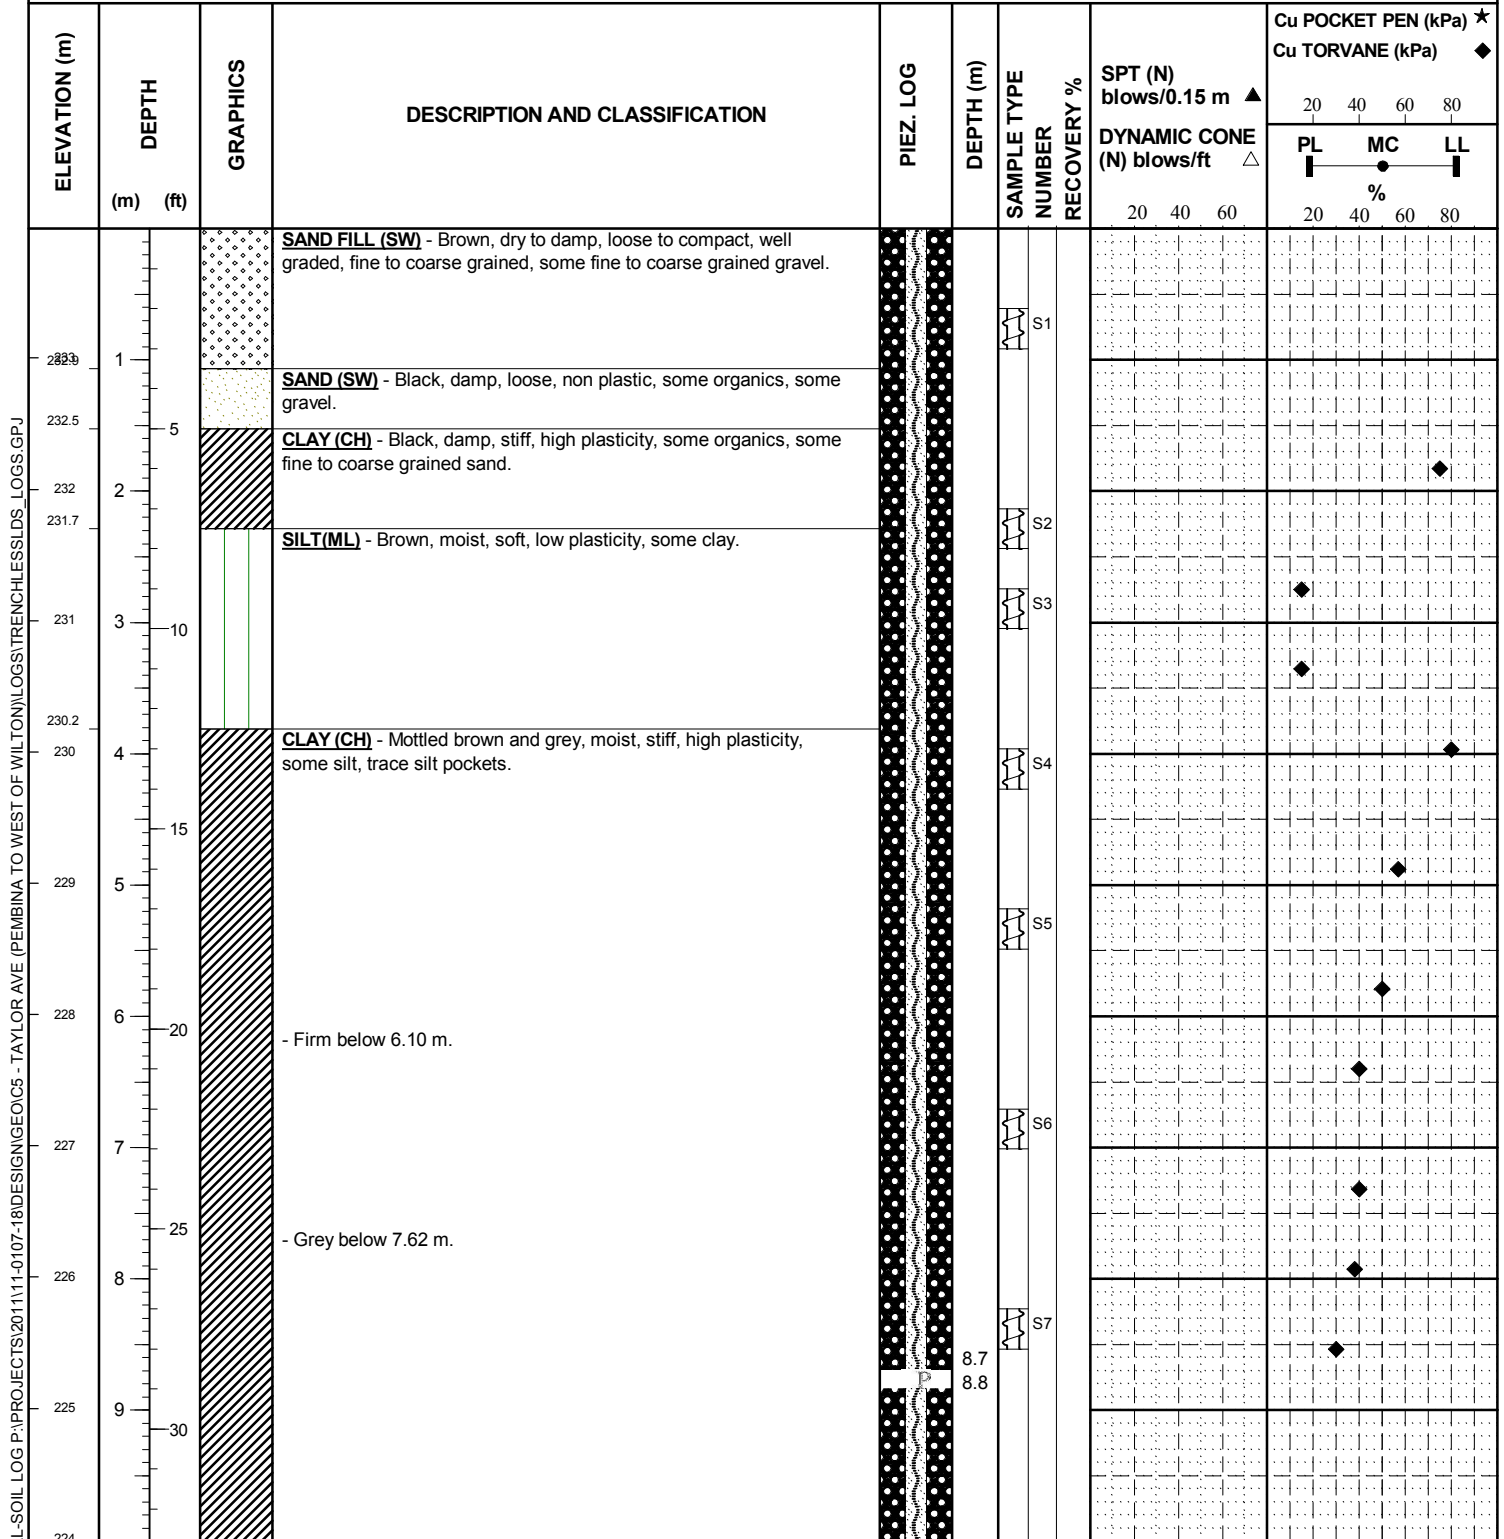 Cu POCKET PEN (kPa) ★
Cu TORVANE (kPa) ◆
20 40 60 80
ELEVATION (m)
DEPTH
(m) (ft)
GRAPHICS
DESCRIPTION AND CLASSIFICATION
PIEZ. LOG
DEPTH (m)
SAMPLE TYPE
NUMBER
RECOVERY %
SPT (N)
blows/0.15 m ▲
DYNAMIC CONE
(N) blows/ft △
20 40 60
PL MC LL
%
20 40 60 80
SAND FILL (SW) - Brown, dry to damp, loose to compact, well
graded, fine to coarse grained, some fine to coarse grained gravel.
S1
233
232.9
1
SAND (SW) - Black, damp, loose, non plastic, some organics, some
gravel.
232.5
5
CLAY (CH) - Black, damp, stiff, high plasticity, some organics, some
fine to coarse grained sand.
232
2
231.7
S2
SILT(ML) - Brown, moist, soft, low plasticity, some clay.
S3
231
3
10
230.2
CLAY (CH) - Mottled brown and grey, moist, stiff, high plasticity,
some silt, trace silt pockets.
230
4
S4
15
229
5
S5
228
6
20
- Firm below 6.10 m.
S6
227
7
25
- Grey below 7.62 m.
226
8
S7
8.7
8.8
P
225
9
30
224
L-SOIL LOG P:\PROJECTS\2011\11-0107-18\DESIGN\GEO\C5 - TAYLOR AVE (PEMBINA TO WEST OF WILTON)\LOGS\TRENCHLESSLDS_LOGS.GPJ